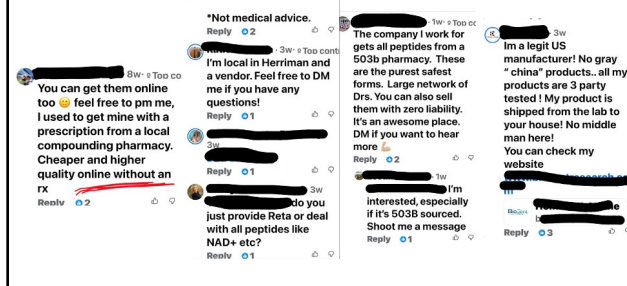 8w · Top co
You can get them online
too 🙂 feel free to pm me,
I used to get mine with a
prescription from a local
compounding pharmacy.
Cheaper and higher
quality online without an
rx
Reply 2
*Not medical advice.
Reply 2
3w · Top conti
I'm local in Herriman and
a vendor. Feel free to DM
me if you have any
questions!
Reply 1
3w
Reply 1
3w
do you
just provide Reta or deal
with all peptides like
NAD+ etc?
Reply 1
1w · Top co
The company I work for
gets all peptides from a
503b pharmacy. These
are the purest safest
forms. Large network of
Drs. You can also sell
them with zero liability.
It's an awesome place.
DM if you want to hear
more 💪🏼
Reply 2
1w
I'm
interested, especially
if it's 503B sourced.
Shoot me a message
Reply 1
3w
Im a legit US
manufacturer! No gray
" china" products.. all my
products are 3 party
tested ! My product is
shipped from the lab to
your house! No middle
man here!
You can check my
website
Reply 3